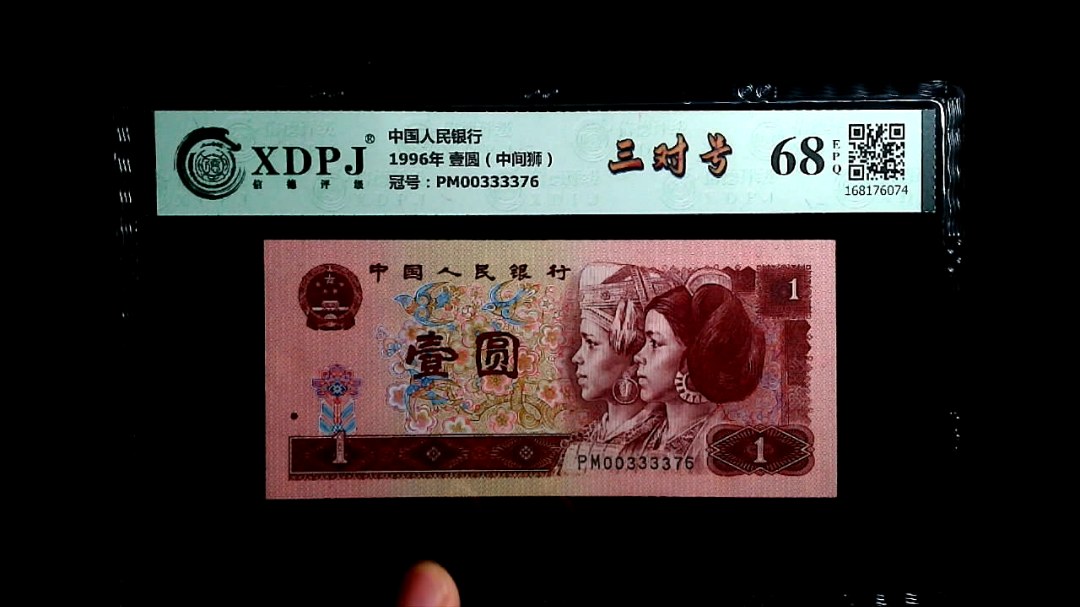 XDPJ®
信德评级
中国人民银行
1996年 壹圆（中间狮）
冠号：PM00333376
三对号
68
EPQ
168176074
中国人民银行
1
壹圆
1
PM00333376
1